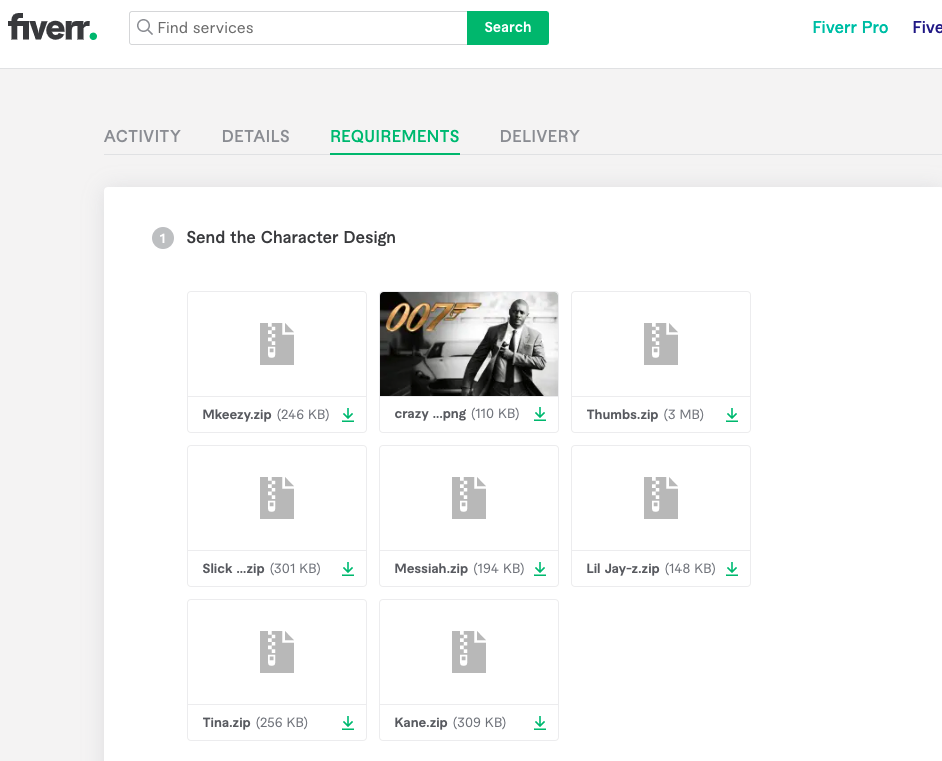 fiverr.
Find services
Search
Fiverr Pro
Five
ACTIVITY
DETAILS
REQUIREMENTS
DELIVERY
1 Send the Character Design
007
Mkeezy.zip (246 KB)
crazy ...png (110 KB)
Thumbs.zip (3 MB)
Slick ...zip (301 KB)
Messiah.zip (194 KB)
Lil Jay-z.zip (148 KB)
Tina.zip (256 KB)
Kane.zip (309 KB)